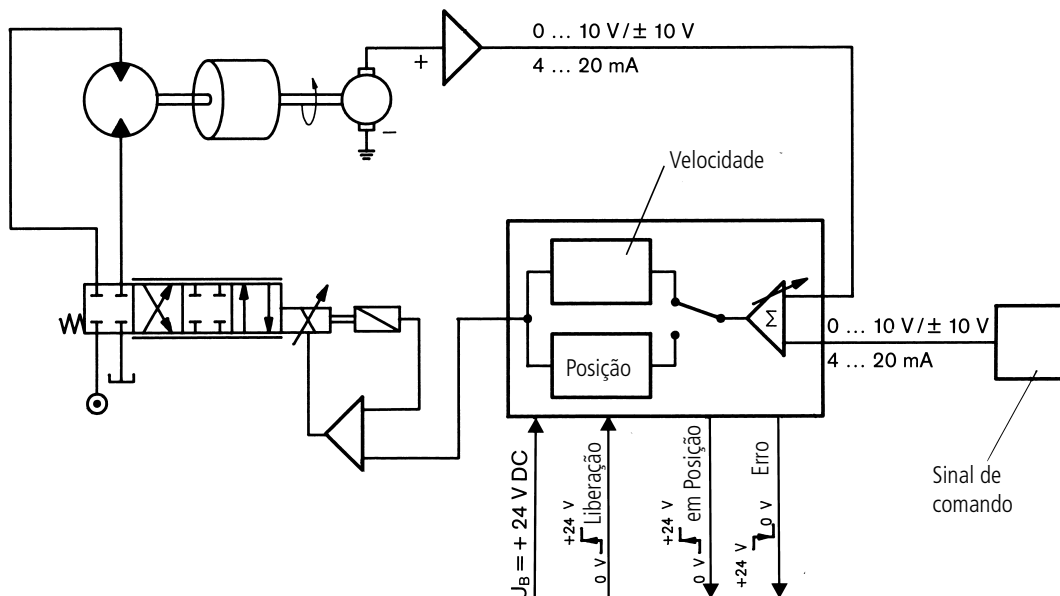 0 ... 10 V/± 10 V
+
4 ... 20 mA
−
Velocidade
Σ
0 ... 10 V/± 10 V
Posição
4 ... 20 mA
Sinal de
comando
U_B = + 24 V DC
+24 V
0 V
Liberação
+24 V
0 V
em Posição
+24 V
0 V
Erro